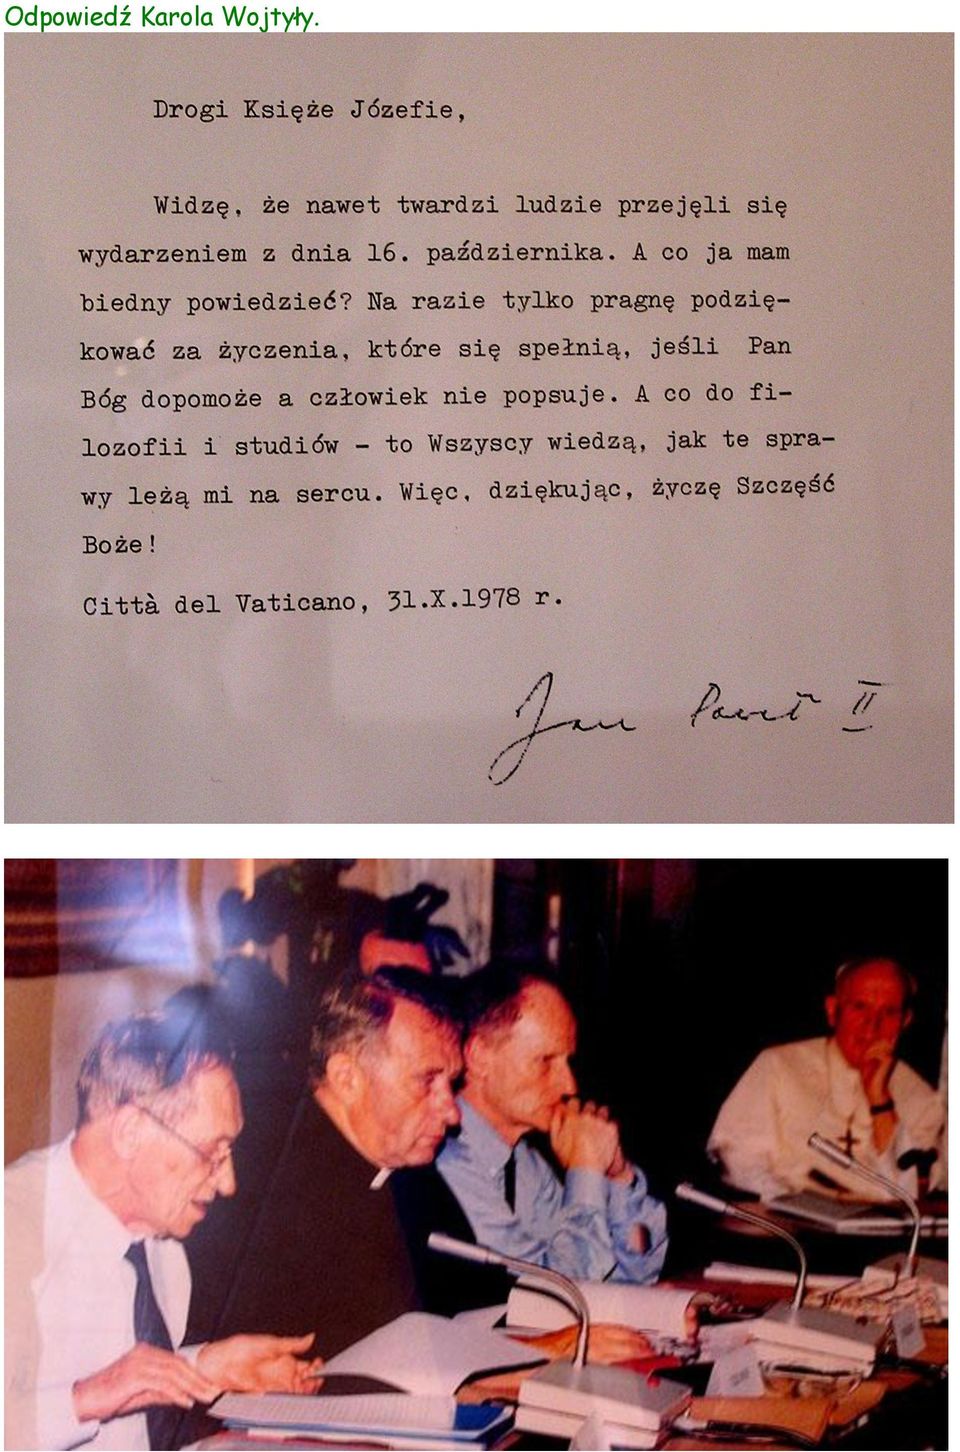 Odpowiedź Karola Wojtyły.
Drogi Księże Józefie,
Widzę, że nawet twardzi ludzie przejęli się
wydarzeniem z dnia 16. października. A co ja mam
biedny powiedzieć? Na razie tylko pragnę podzię-
kować za życzenia, które się spełnią, jeśli Pan
Bóg dopomoże a człowiek nie popsuje. A co do fi-
lozofii i studiów - to Wszyscy wiedzą, jak te spra-
wy leżą mi na sercu. Więc, dziękując, życzę Szczęść
Boże!
Città del Vaticano, 31.X.1978 r.
Jan Paweł II